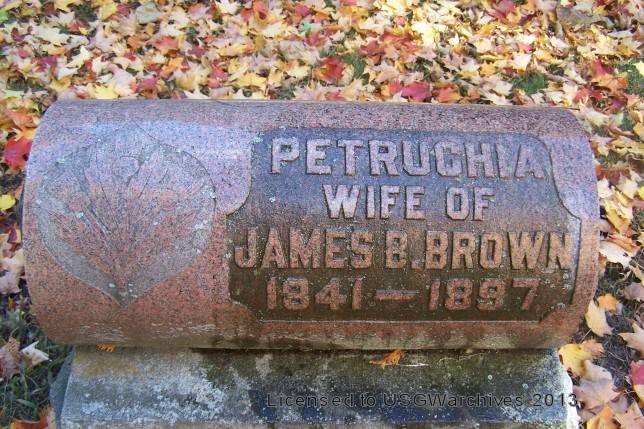 PETRUCHIA
WIFE OF
JAMES B. BROWN
1841 — 1897
Licensed to USGWarchives 2013